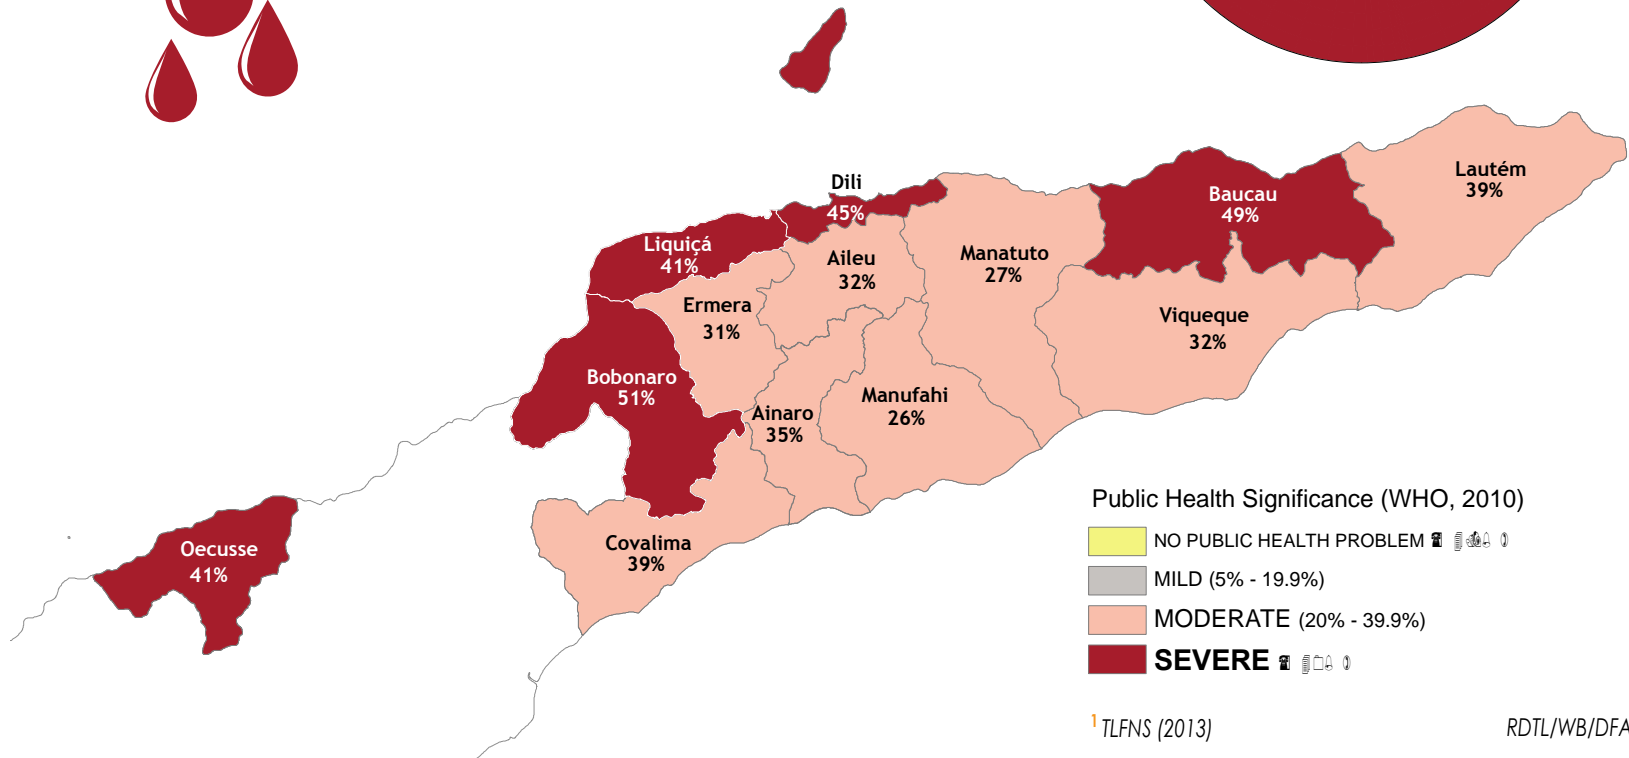 Dili
45%
Lautém
39%
Baucau
49%
Liquiçá
41%
Aileu
32%
Manatuto
27%
Ermera
31%
Viqueque
32%
Bobonaro
51%
Manufahi
26%
Ainaro
35%
Oecusse
41%
Covalima
39%
Public Health Significance (WHO, 2010)
NO PUBLIC HEALTH PROBLEM
MILD (5% - 19.9%)
MODERATE (20% - 39.9%)
SEVERE
1 TLFNS (2013)
RDTL/WB/DFA